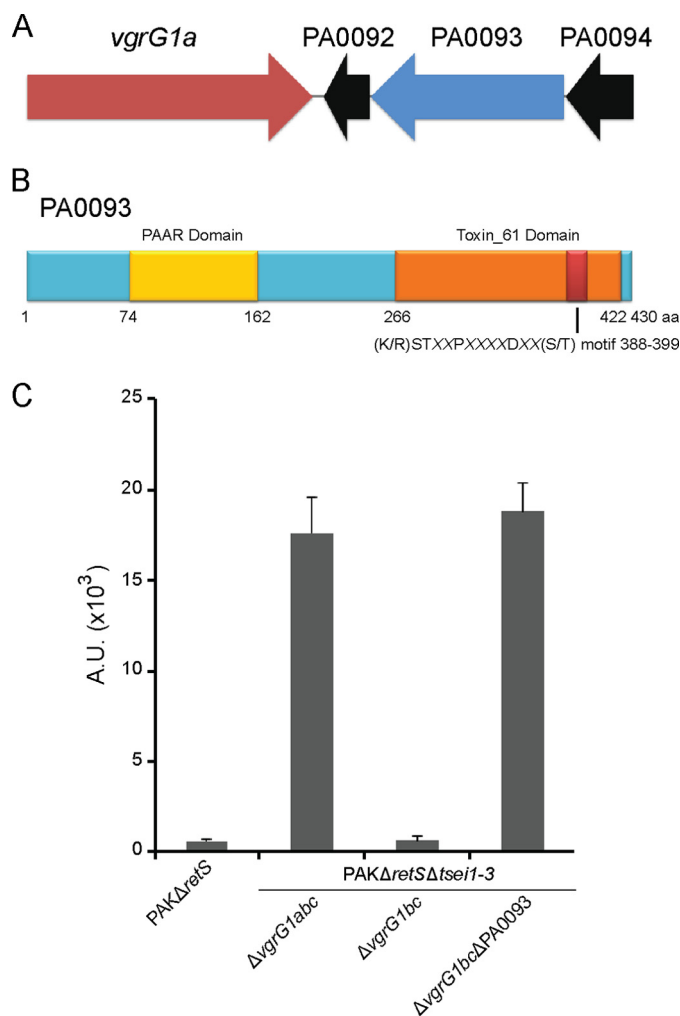 A
vgrG1a PA0092 PA0093 PA0094
B
PA0093
PAAR Domain Toxin_61 Domain
1 74 162 266 422 430 aa
(K/R)STXXPXXXXDXX(S/T) motif 388-399
C
25
20
15
10
5
0
A.U. (x10³)
PAKΔretS
PAKΔretSΔtsei1-3
ΔvgrG1abc
ΔvgrG1bc
ΔvgrG1bcΔPA0093